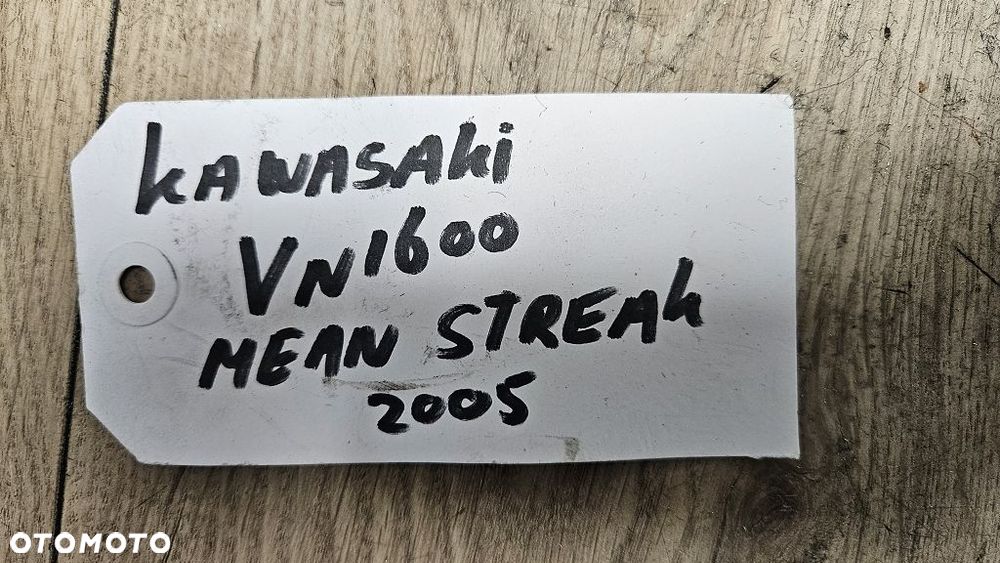 KAWASAKi
VN1600
MEAN STREAK
2005
OTOMOTO